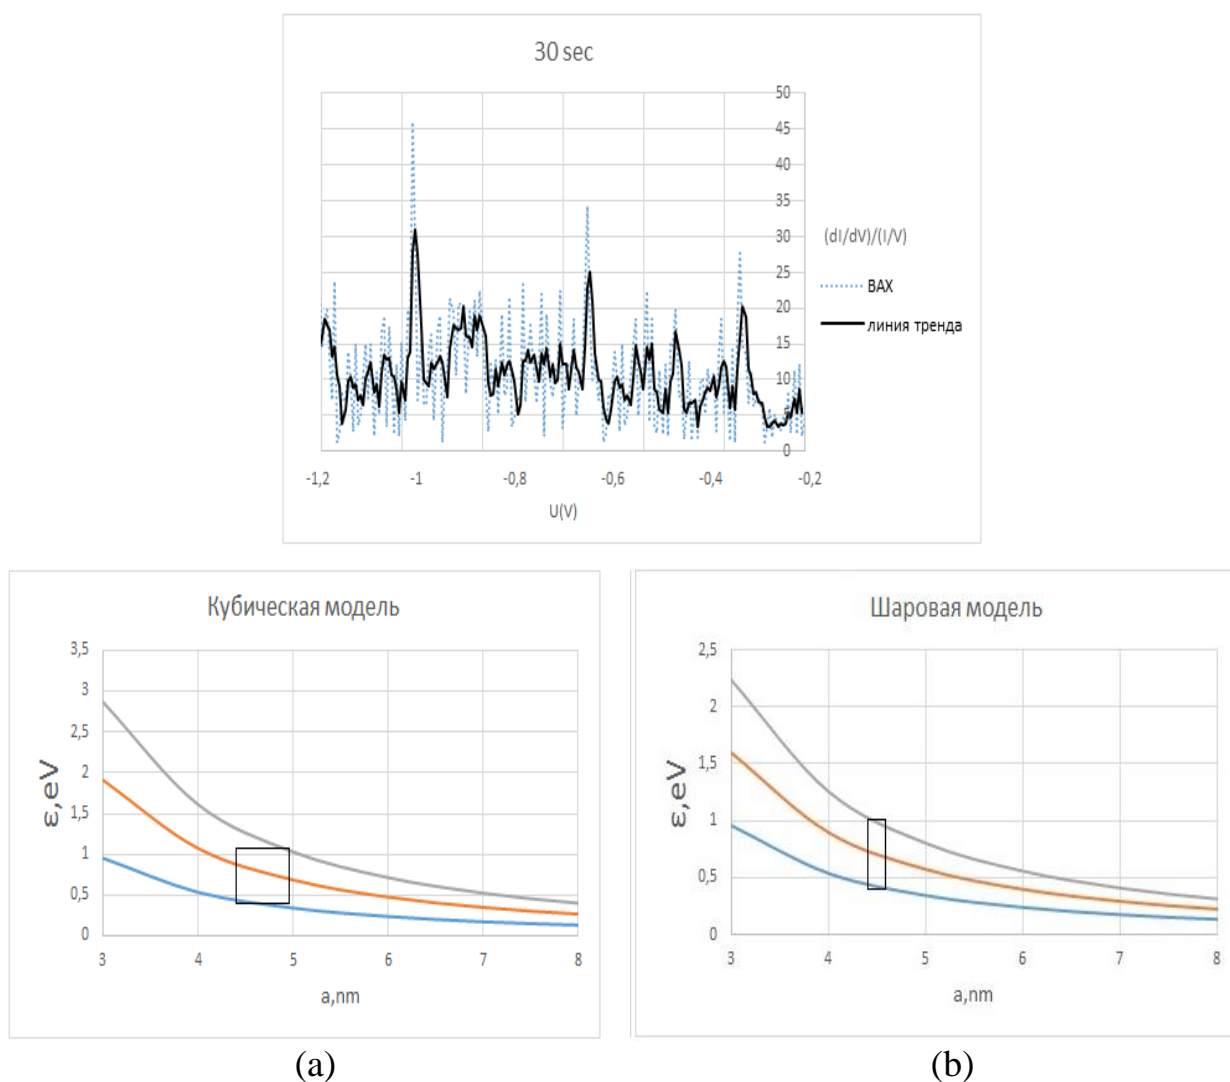 30 sec
50
45
40
35
30
25
20
15
10
5
0
(dI/dV)/(I/V)
ВАХ
линия тренда
-1,2 -1 -0,8 -0,6 -0,4 -0,2
U(V)
Кубическая модель
3,5
3
2,5
2
1,5
1
0,5
0
ε,eV
3 4 5 6 7 8
a,nm
(a)
Шаровая модель
2,5
2
1,5
1
0,5
0
ε,eV
3 4 5 6 7 8
a,nm
(b)